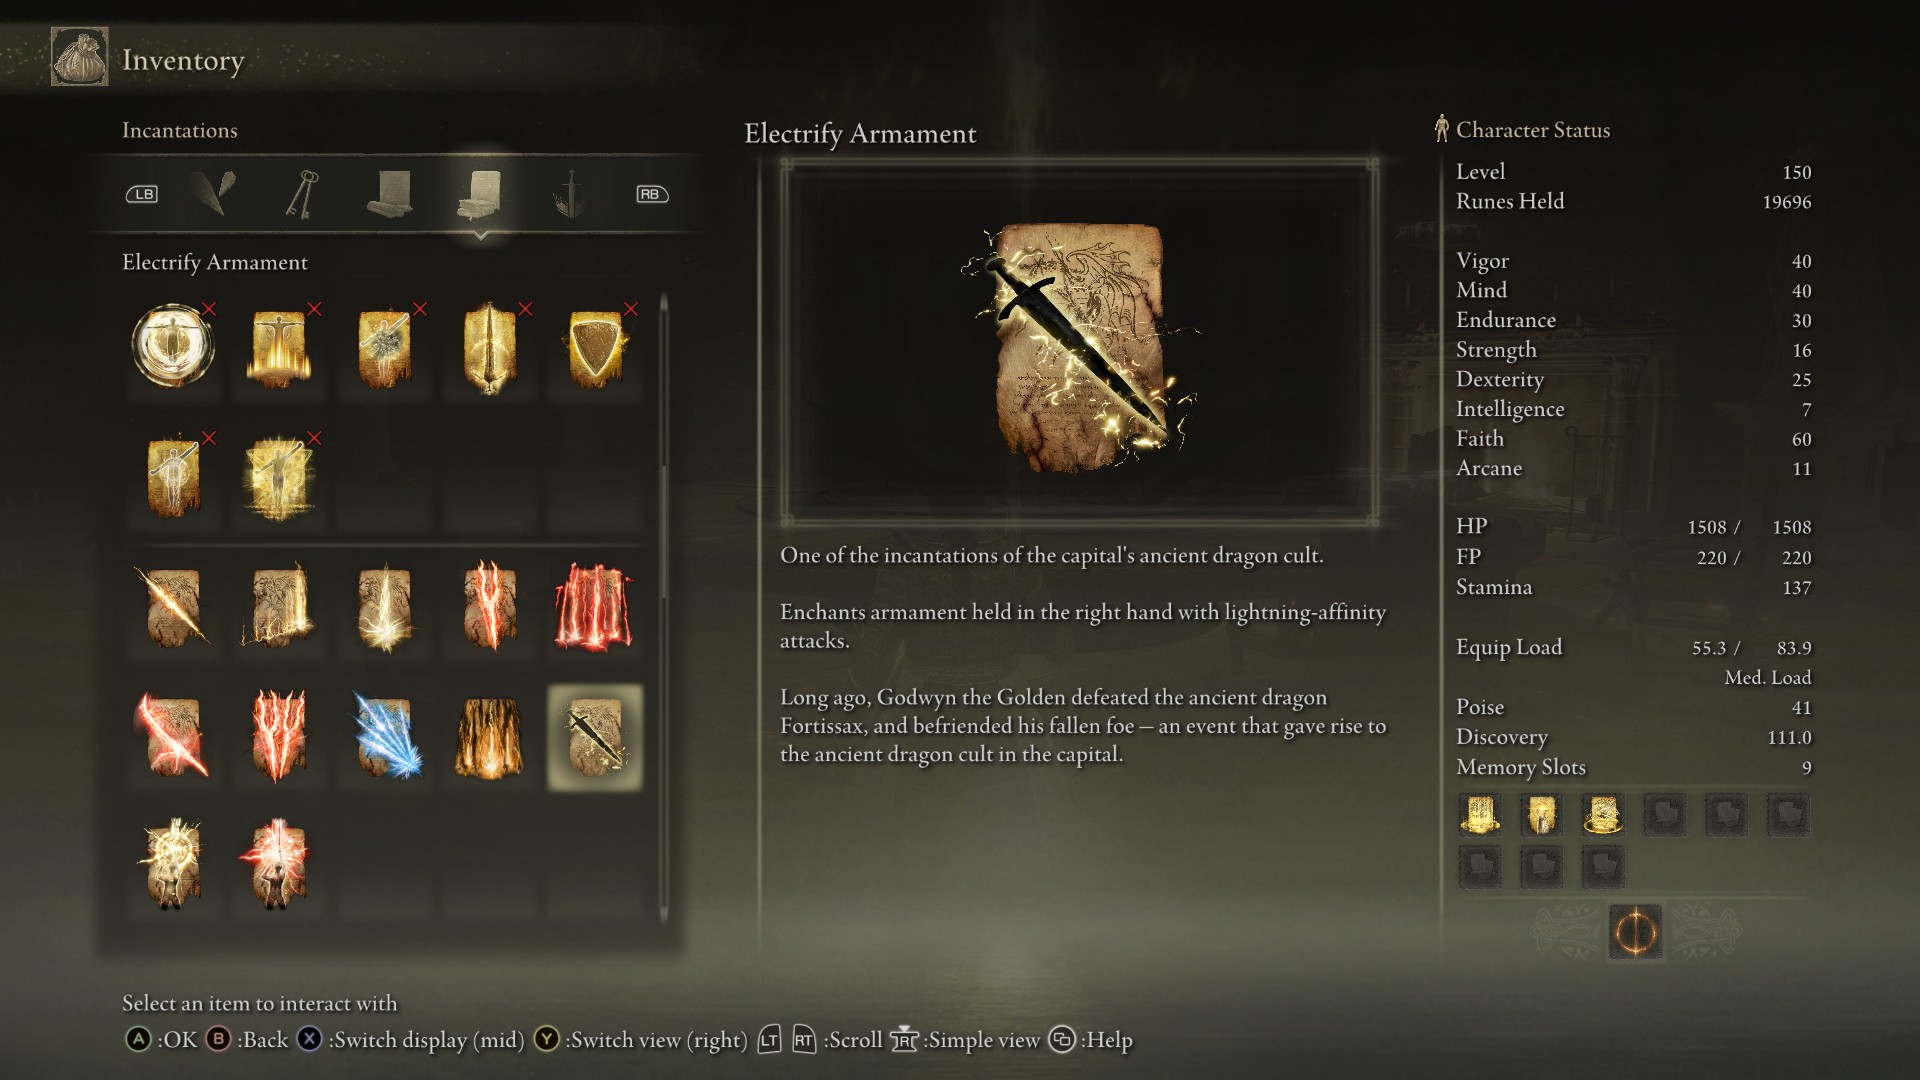 Inventory
Incantations
LB
RB
Electrify Armament
Electrify Armament
One of the incantations of the capital's ancient dragon cult.
Enchants armament held in the right hand with lightning-affinity
attacks.
Long ago, Godwyn the Golden defeated the ancient dragon
Fortissax, and befriended his fallen foe – an event that gave rise to
the ancient dragon cult in the capital.
Character Status
Level 150
Runes Held 19696
Vigor 40
Mind 40
Endurance 30
Strength 16
Dexterity 25
Intelligence 7
Faith 60
Arcane 11
HP 1508 / 1508
FP 220 / 220
Stamina 137
Equip Load 55.3 / 83.9
Med. Load
Poise 41
Discovery 111.0
Memory Slots 9
Select an item to interact with
A :OK B :Back X :Switch display (mid) Y :Switch view (right) LT RT :Scroll R :Simple view :Help